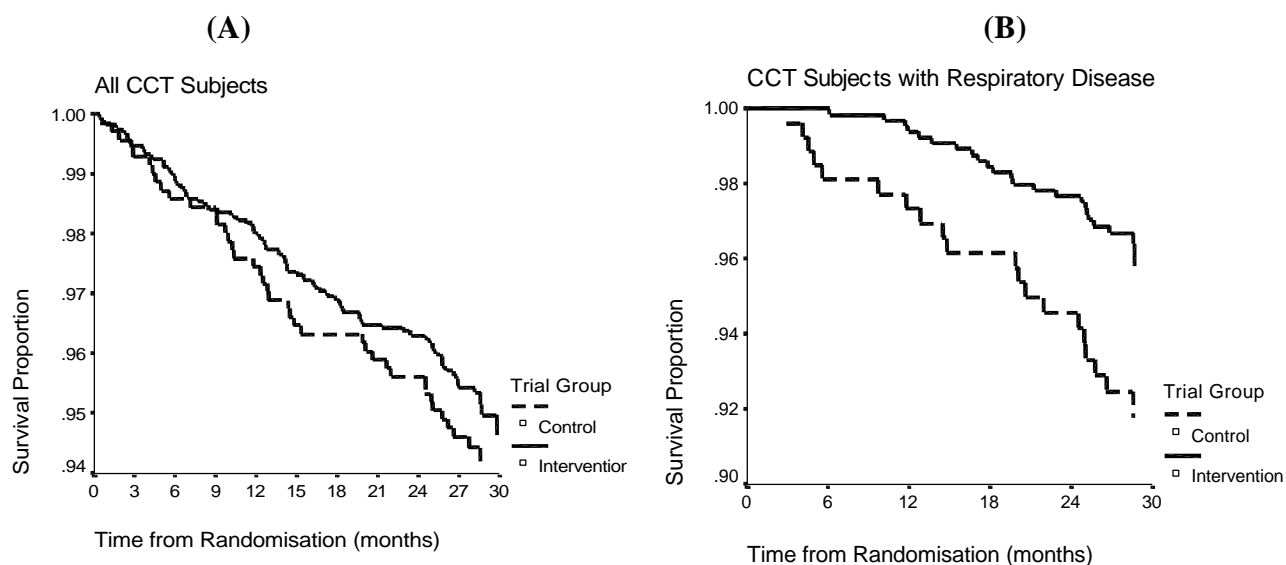 (A)
All CCT Subjects
1.00
.99
.98
.97
.96
.95
.94
0 3 6 9 12 15 18 21 24 27 30
Survival Proportion
Time from Randomisation (months)
Trial Group
Control
Interventior
(B)
CCT Subjects with Respiratory Disease
1.00
.98
.96
.94
.92
.90
0 6 12 18 24 30
Survival Proportion
Time from Randomisation (months)
Trial Group
Control
Intervention